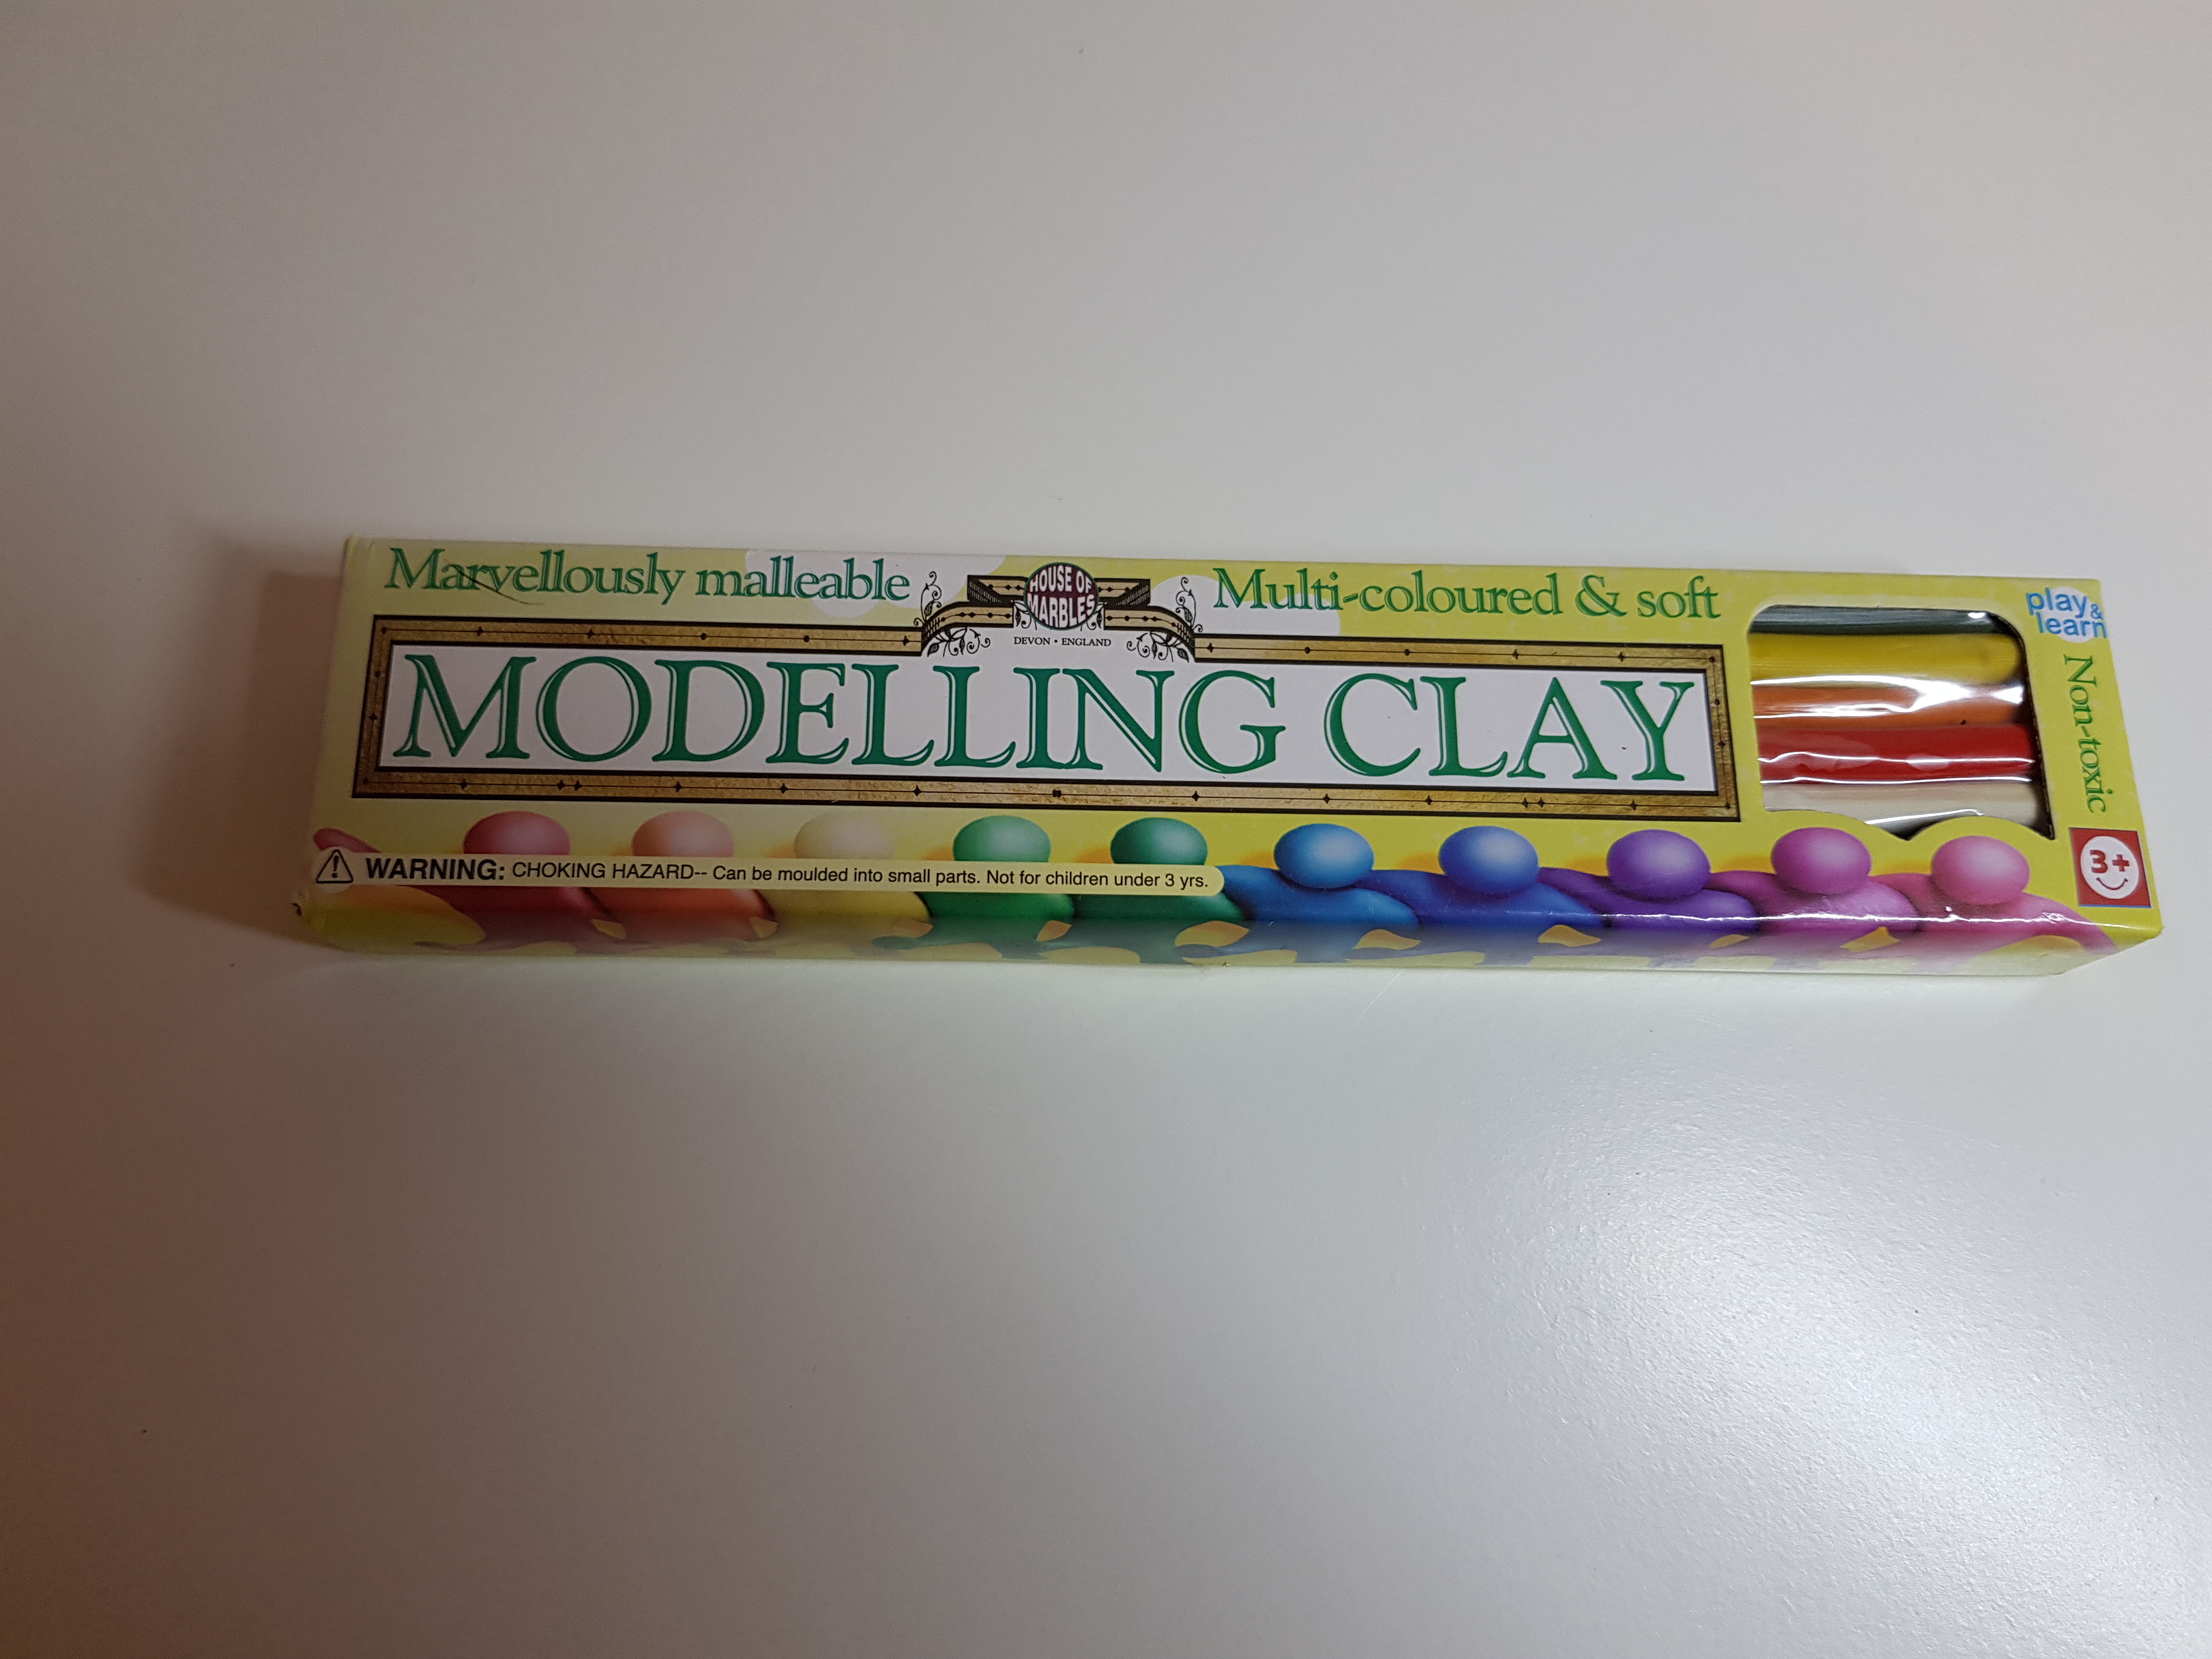 Marvellously malleable
HOUSE OF
MARBLES
DEVON • ENGLAND
Multi-coloured & soft
MODELLING CLAY
play &
learn
Non-toxic
3+
WARNING: CHOKING HAZARD-- Can be moulded into small parts. Not for children under 3 yrs.